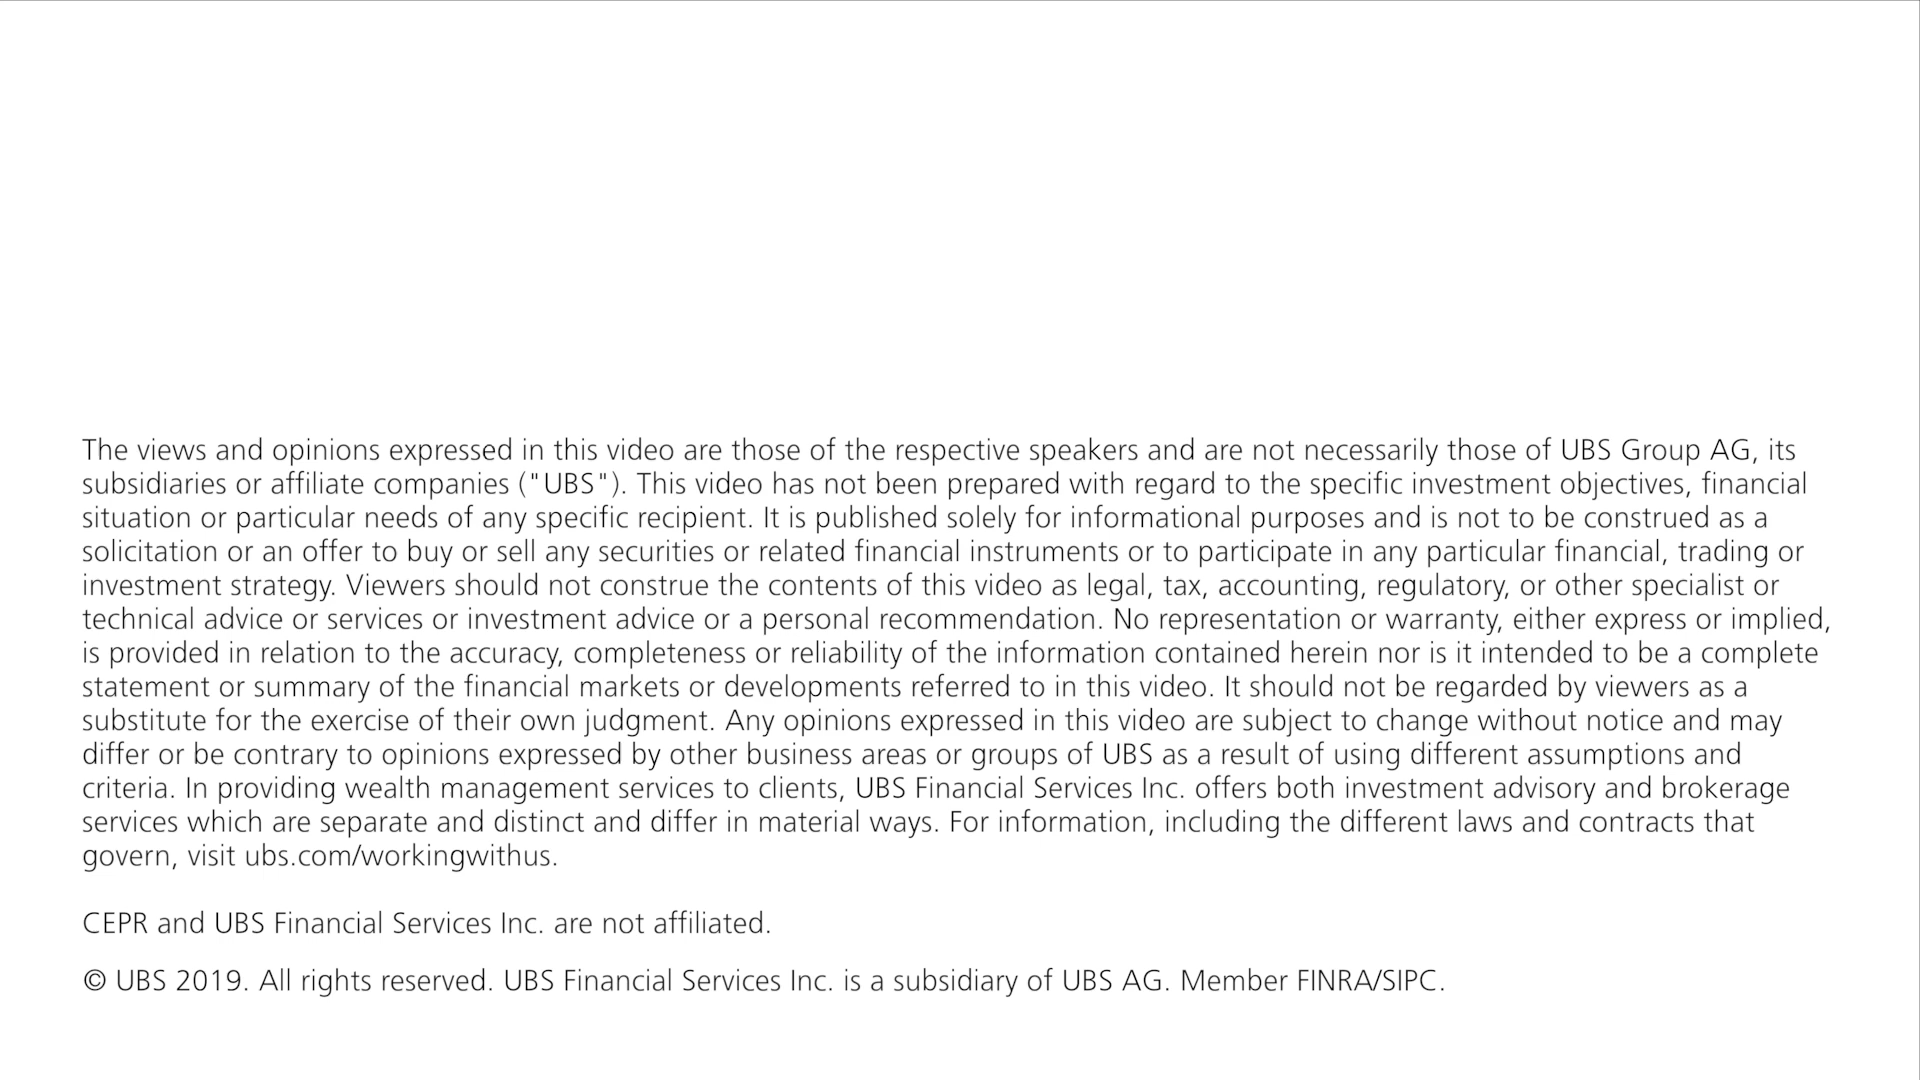 The views and opinions expressed in this video are those of the respective speakers and are not necessarily those of UBS Group AG, its
subsidiaries or affiliate companies ("UBS"). This video has not been prepared with regard to the specific investment objectives, financial
situation or particular needs of any specific recipient. It is published solely for informational purposes and is not to be construed as a
solicitation or an offer to buy or sell any securities or related financial instruments or to participate in any particular financial, trading or
investment strategy. Viewers should not construe the contents of this video as legal, tax, accounting, regulatory, or other specialist or
technical advice or services or investment advice or a personal recommendation. No representation or warranty, either express or implied,
is provided in relation to the accuracy, completeness or reliability of the information contained herein nor is it intended to be a complete
statement or summary of the financial markets or developments referred to in this video. It should not be regarded by viewers as a
substitute for the exercise of their own judgment. Any opinions expressed in this video are subject to change without notice and may
differ or be contrary to opinions expressed by other business areas or groups of UBS as a result of using different assumptions and
criteria. In providing wealth management services to clients, UBS Financial Services Inc. offers both investment advisory and brokerage
services which are separate and distinct and differ in material ways. For information, including the different laws and contracts that
govern, visit ubs.com/workingwithus.
CEPR and UBS Financial Services Inc. are not affiliated.
© UBS 2019. All rights reserved. UBS Financial Services Inc. is a subsidiary of UBS AG. Member FINRA/SIPC.